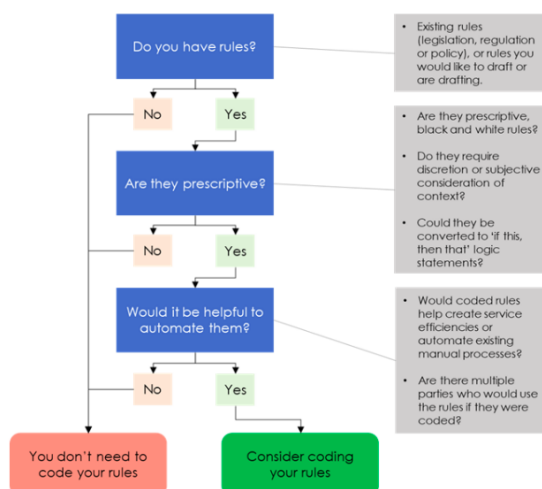 Do you have rules?
• Existing rules
(legislation, regulation
or policy), or rules you
would like to draft or
are drafting.
No
Yes
Are they prescriptive?
• Are they prescriptive,
black and white rules?
• Do they require
discretion or subjective
consideration of
context?
• Could they be
converted to 'if this,
then that' logic
statements?
No
Yes
Would it be helpful to
automate them?
• Would coded rules
help create service
efficiencies or
automate existing
manual processes?
• Are there multiple
parties who would use
the rules if they were
coded?
No
Yes
You don't need to
code your rules
Consider coding
your rules